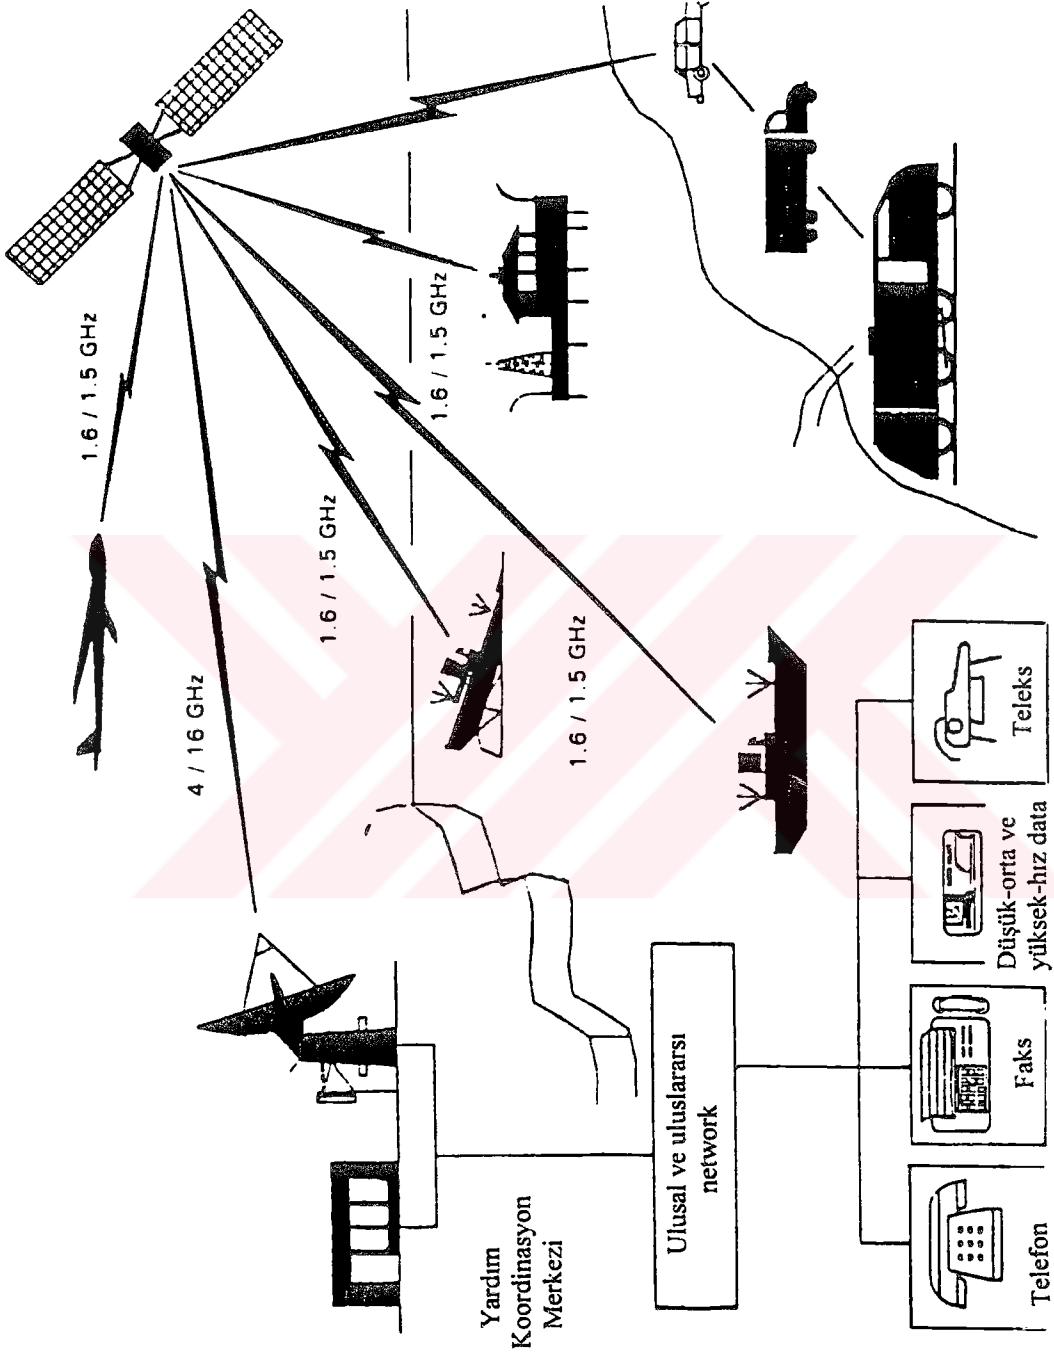 1.6 / 1.5 GHz
4 / 16 GHz
1.6 / 1.5 GHz
1.6 / 1.5 GHz
1.6 / 1.5 GHz
Yardım
Koordinasyon
Merkezi
Ulusal ve uluslararsı
network
Telefon
Faks
Düşük-orta ve
yüksek-hız data
Teleks